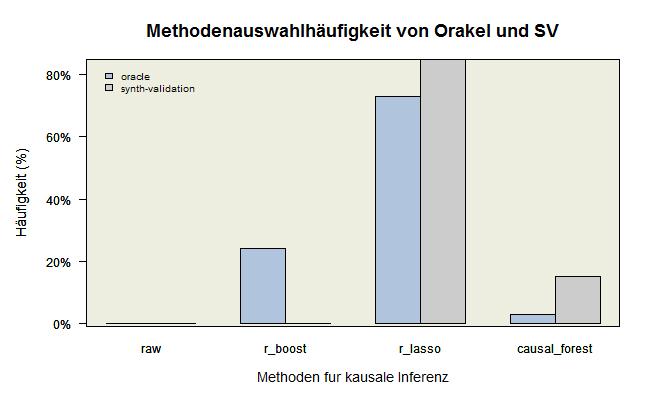 Methodenauswahlhäufigkeit von Orakel und SV
80%
oracle
synth-validation
60%
Häufigkeit (%)
40%
20%
0%
raw
r_boost
r_lasso
causal_forest
Methoden fur kausale Inferenz